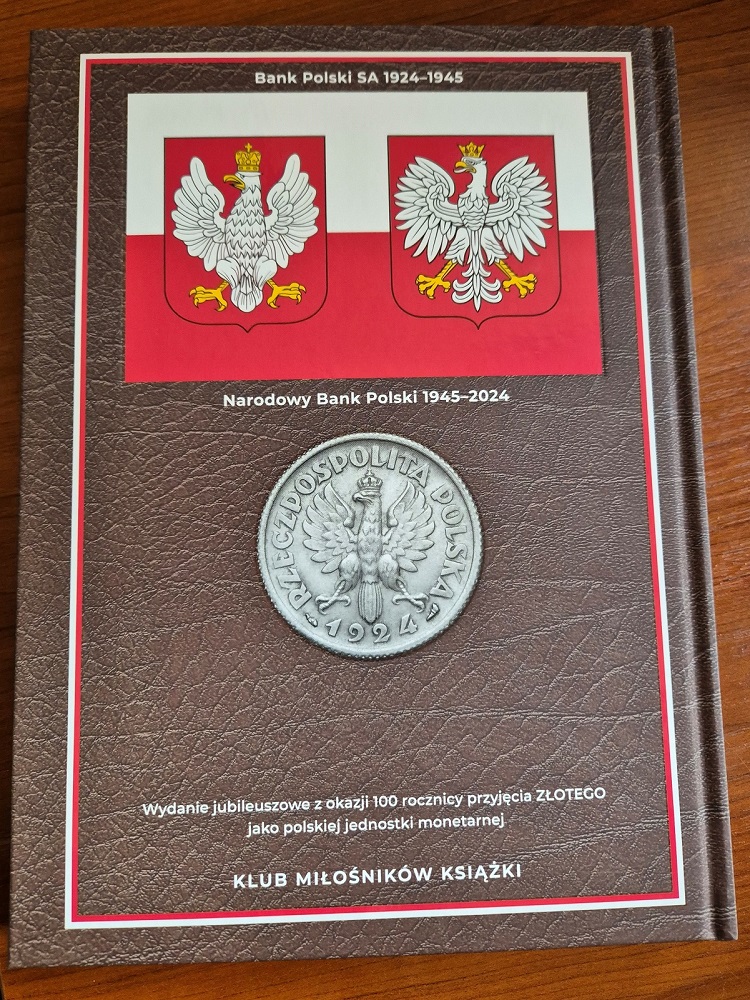 Bank Polski SA 1924–1945
Narodowy Bank Polski 1945–2024
RZECZPOSPOLITA POLSKA
1924
Wydanie jubileuszowe z okazji 100 rocznicy przyjęcia ZŁOTEGO
jako polskiej jednostki monetarnej
KLUB MIŁOŚNIKÓW KSIĄŻKI